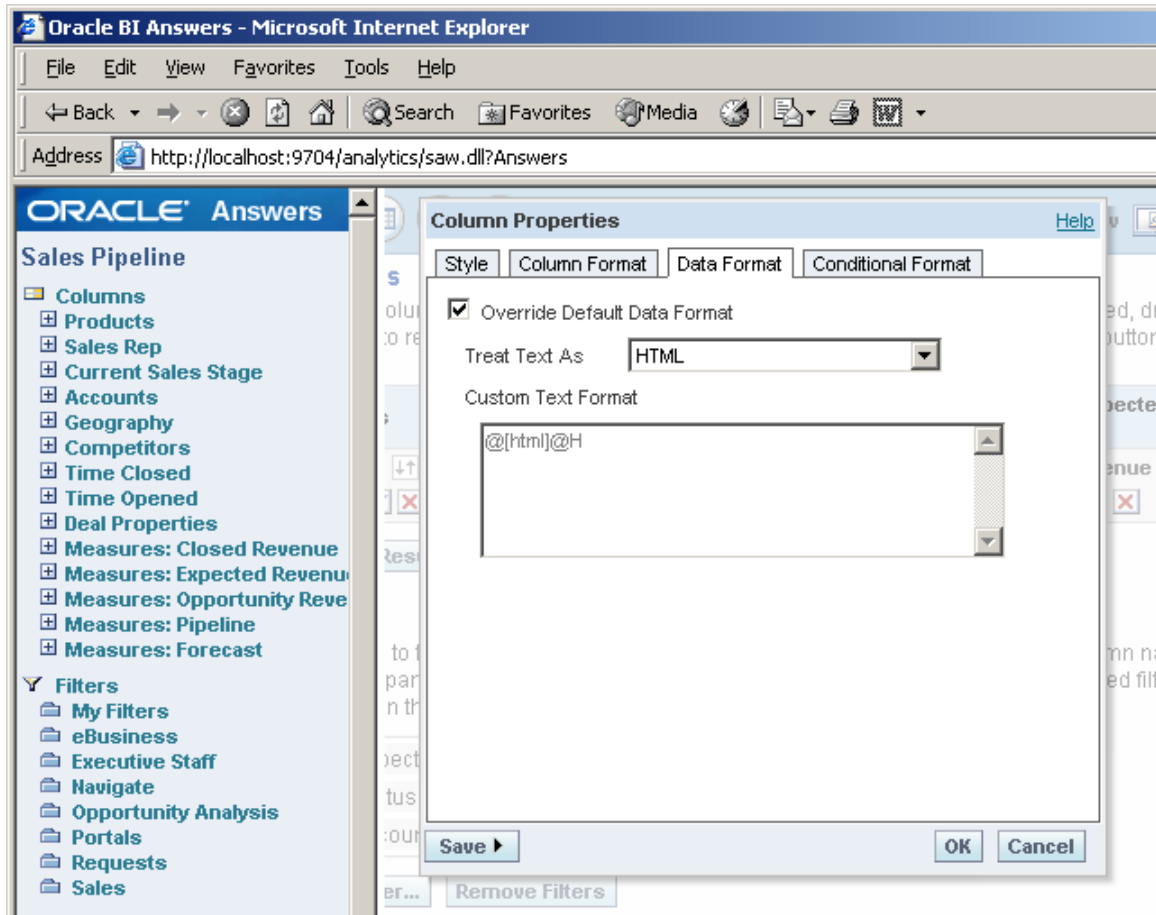 Oracle BI Answers - Microsoft Internet Explorer
File Edit View Favorites Tools Help
Back Search Favorites Media
Address http://localhost:9704/analytics/saw.dll?Answers
ORACLE Answers
Sales Pipeline
Columns
Products
Sales Rep
Current Sales Stage
Accounts
Geography
Competitors
Time Closed
Time Opened
Deal Properties
Measures: Closed Revenue
Measures: Expected Revenu
Measures: Opportunity Reve
Measures: Pipeline
Measures: Forecast
Filters
My Filters
eBusiness
Executive Staff
Navigate
Opportunity Analysis
Portals
Requests
Sales
Column Properties Help
Style Column Format Data Format Conditional Format
Override Default Data Format
Treat Text As HTML
Custom Text Format
@[html]@H
Save OK Cancel
Remove Filters